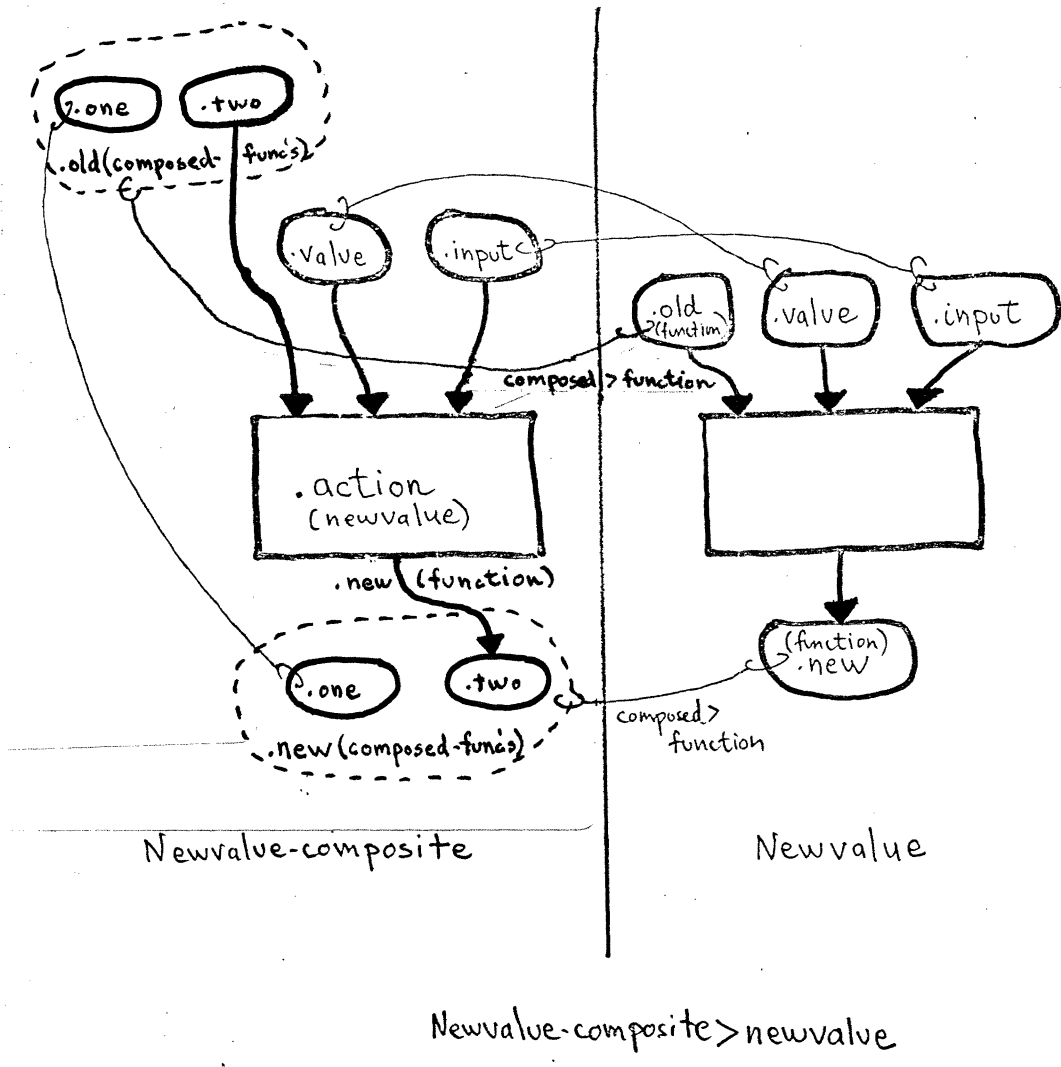 .one
.two
.old (composed-func's)
.value
.input
.old
(function)
.value
.input
composed > function
.action
(newvalue)
.new (function)
(function)
.new
.one
.two
.new (composed-func's)
composed >
function
Newvalue-composite
Newvalue
Newvalue-composite > newvalue